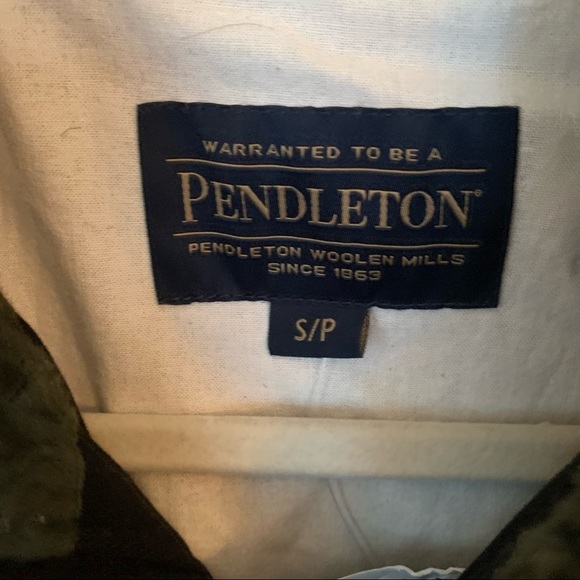 WARRANTED TO BE A
PENDLETON®
PENDLETON WOOLEN MILLS
SINCE 1863
S/P